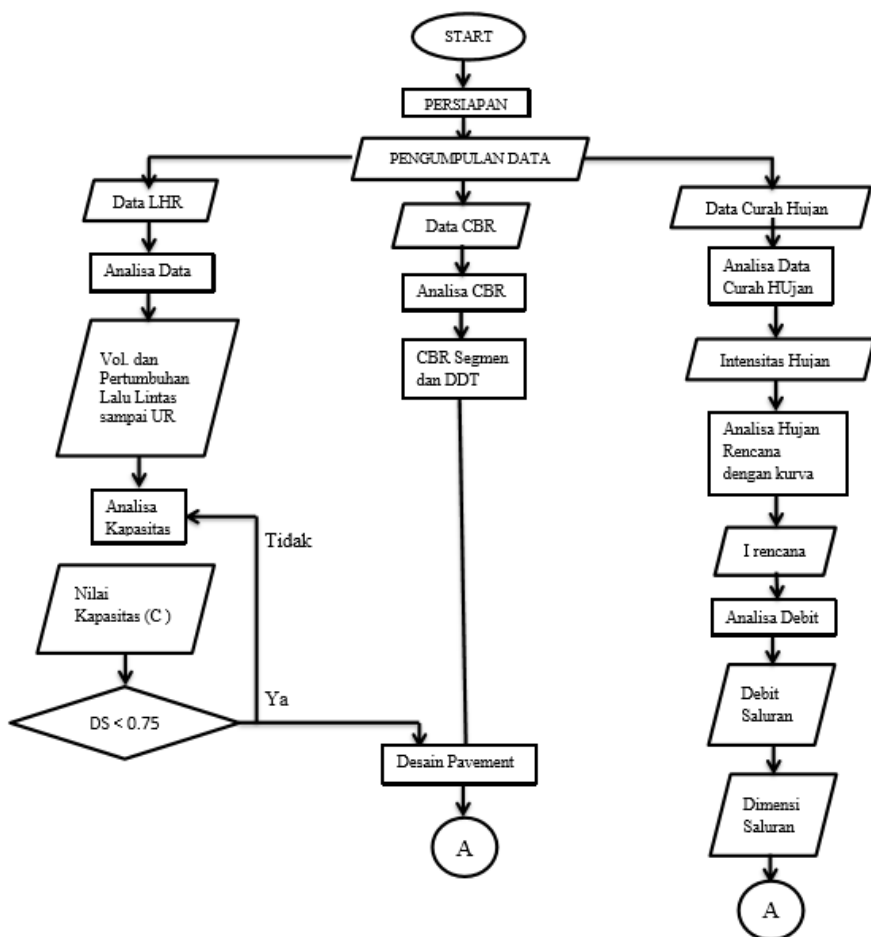 START
PERSIAPAN
PENGUMPULAN DATA
Data LHR
Analisa Data
Vol. dan
Pertumbuhan
Lalu Lintas
sampai UR
Analisa
Kapasitas
Tidak
Nilai
Kapasitas (C )
Ya
DS < 0.75
Data CBR
Analisa CBR
CBR Segmen
dan DDT
Desain Pavement
A
Data Curah Hujan
Analisa Data
Curah HUjan
Intensitas Hujan
Analisa Hujan
Rencana
dengan kurva
I rencana
Analisa Debit
Debit
Saluran
Dimensi
Saluran
A